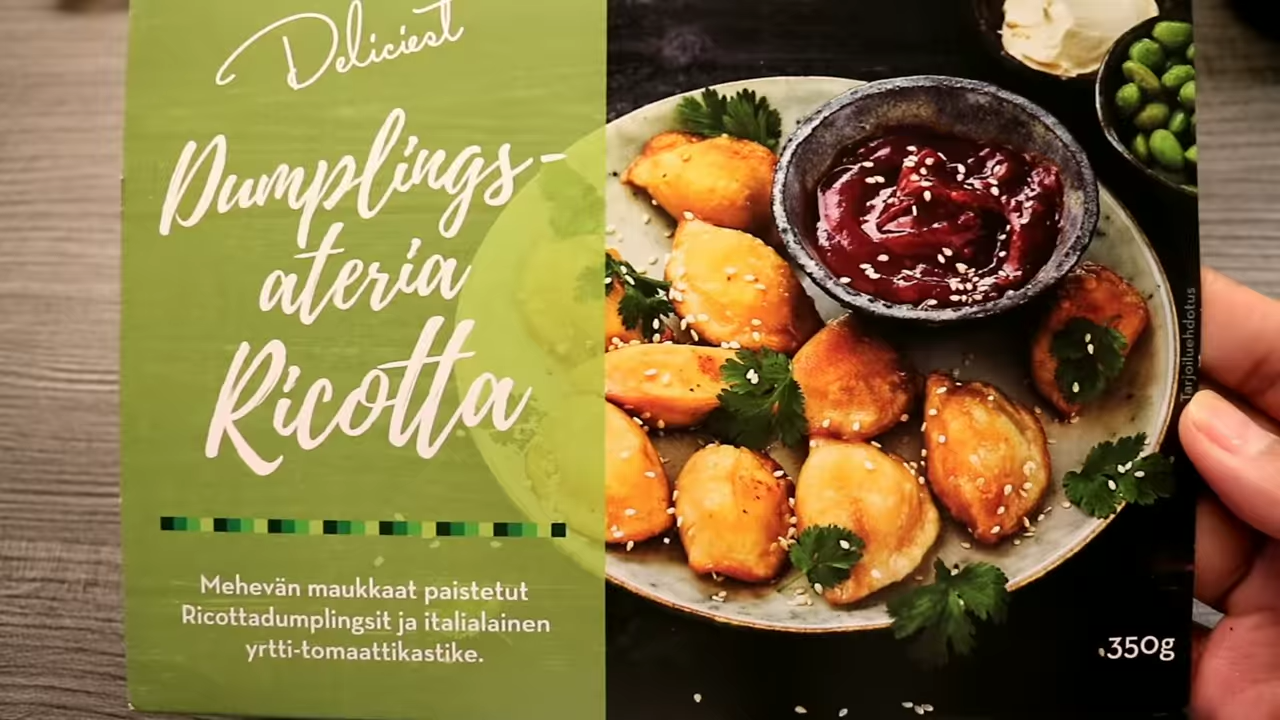 Deliciest
Dumplings-
ateria
Ricotta
Mehevän maukkaat paistetut
Ricottadumplingsit ja italialainen
yrtti-tomaattikastike.
Tarjoiluehdotus
350g